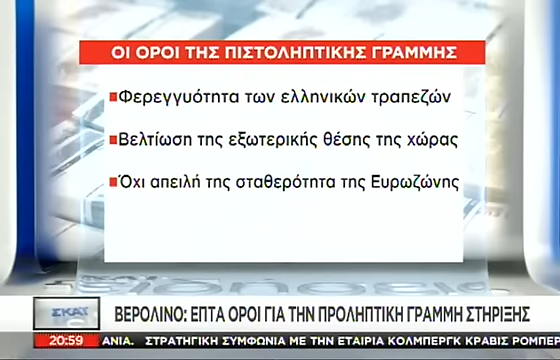 ΟΙ ΟΡΟΙ ΤΗΣ ΠΙΣΤΟΛΗΠΤΙΚΗΣ ΓΡΑΜΜΗΣ
Φερεγγυότητα των ελληνικών τραπεζών
Βελτίωση της εξωτερικής θέσης της χώρας
Όχι απειλή της σταθερότητα της Ευρωζώνης
ΣΚΑΪ
ΒΕΡΟΛΙΝΟ: ΕΠΤΑ ΟΡΟΙ ΓΙΑ ΤΗΝ ΠΡΟΛΗΠΤΙΚΗ ΓΡΑΜΜΗ ΣΤΗΡΙΞΗΣ
20:59 ΑΝΙΑ. ΣΤΡΑΤΗΓΙΚΗ ΣΥΜΦΩΝΙΑ ΜΕ ΤΗΝ ΕΤΑΙΡΙΑ ΚΟΛΜΠΕΡΓΚ ΚΡΑΒΙΣ ΡΟΜΠΕΡ